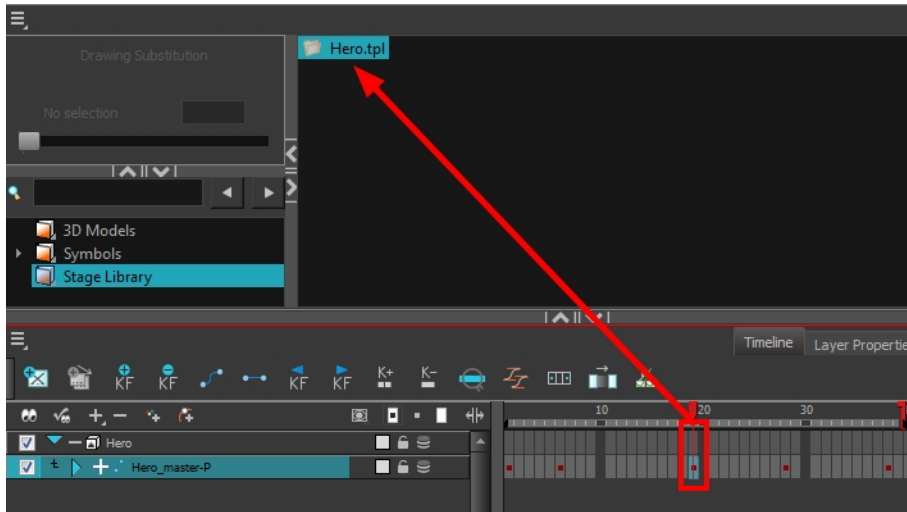 Drawing Substitution
Hero.tpl
No selection
3D Models
Symbols
Stage Library
Timeline
Layer Propertie
KF KF KF KF K+ K-
10 20 30
Hero
Hero_master-P